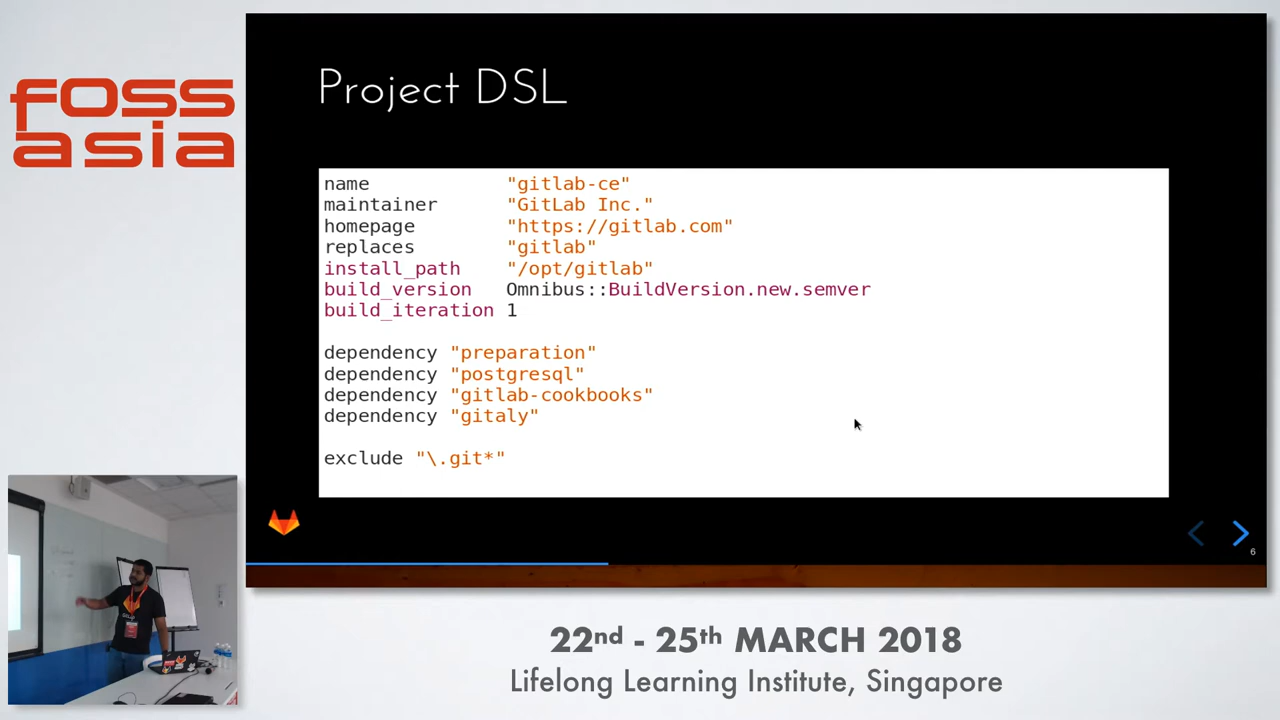 foss
asia
Project DSL
name "gitlab-ce"
maintainer "GitLab Inc."
homepage "https://gitlab.com"
replaces "gitlab"
install_path "/opt/gitlab"
build_version Omnibus::BuildVersion.new.semver
build_iteration 1
dependency "preparation"
dependency "postgresql"
dependency "gitlab-cookbooks"
dependency "gitaly"
exclude "\.git*"
6
22nd - 25th MARCH 2018
Lifelong Learning Institute, Singapore